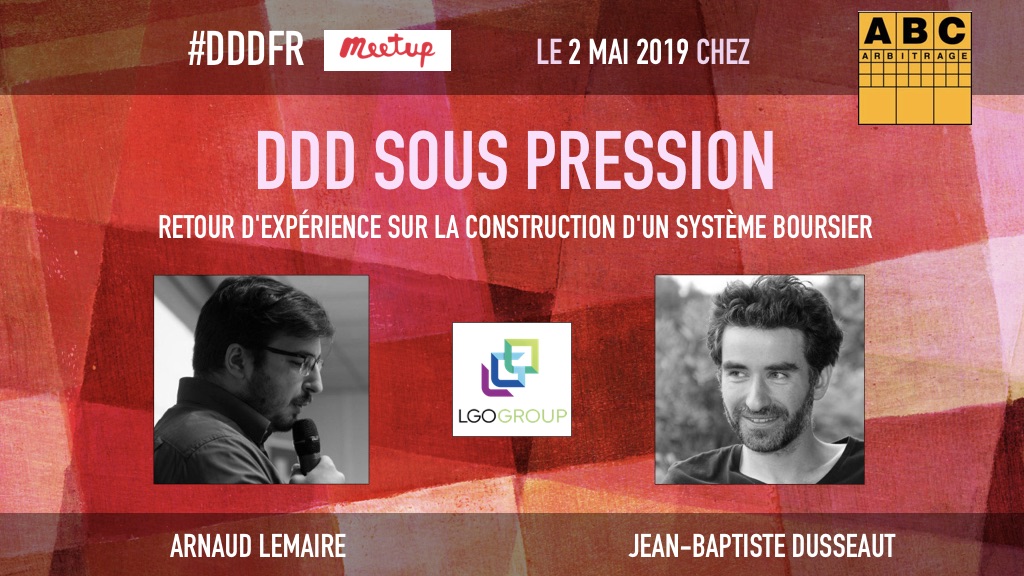 #DDDFR
Meetup
LE 2 MAI 2019 CHEZ
ABC
ARBITRAGE
DDD SOUS PRESSION
RETOUR D'EXPÉRIENCE SUR LA CONSTRUCTION D'UN SYSTÈME BOURSIER
LGOGROUP
ARNAUD LEMAIRE
JEAN-BAPTISTE DUSSEAUT